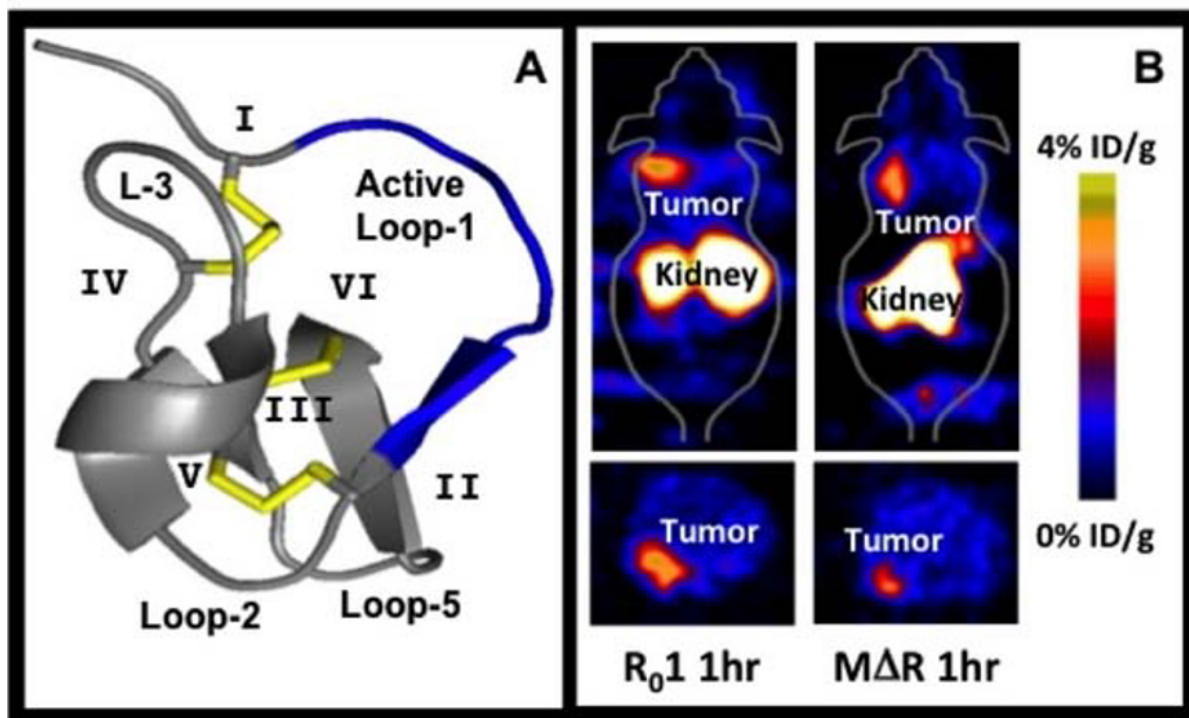 A
I
Active
Loop-1
L-3
IV
VI
III
V
II
Loop-2
Loop-5
B
4% ID/g
Tumor
Tumor
Kidney
Kidney
Tumor
Tumor
0% ID/g
R₀1 1hr
MΔR 1hr